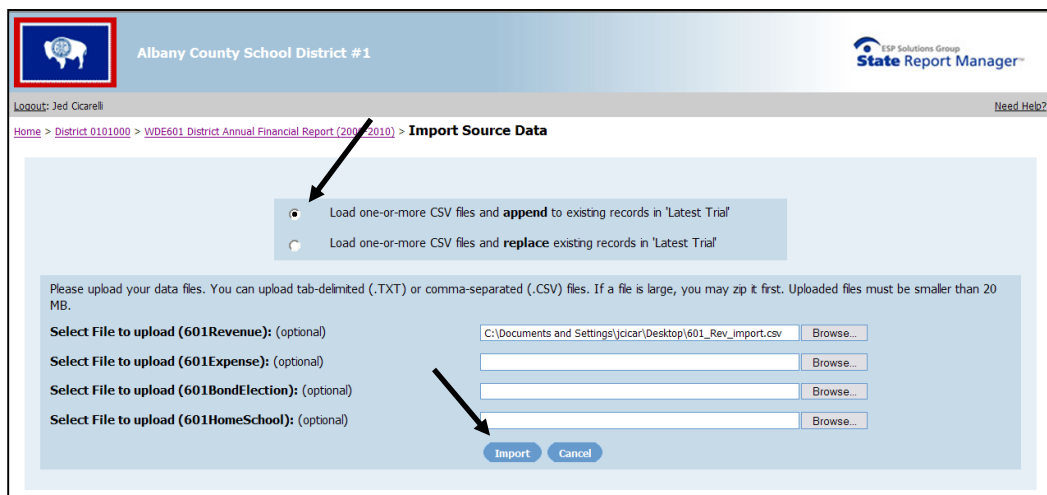 Albany County School District #1
ESP Solutions Group
State Report Manager™
Logout: Jed Cicarelli
Need Help?
Home > District 0101000 > WDE601 District Annual Financial Report (2009-2010) > Import Source Data
Load one-or-more CSV files and append to existing records in 'Latest Trial'
Load one-or-more CSV files and replace existing records in 'Latest Trial'
Please upload your data files. You can upload tab-delimited (.TXT) or comma-separated (.CSV) files. If a file is large, you may zip it first. Uploaded files must be smaller than 20
MB.
Select File to upload (601Revenue): (optional)
C:\Documents and Settings\jcicar\Desktop\601_Rev_import.csv
Browse...
Select File to upload (601Expense): (optional)
Browse...
Select File to upload (601BondElection): (optional)
Browse...
Select File to upload (601HomeSchool): (optional)
Browse...
Import
Cancel